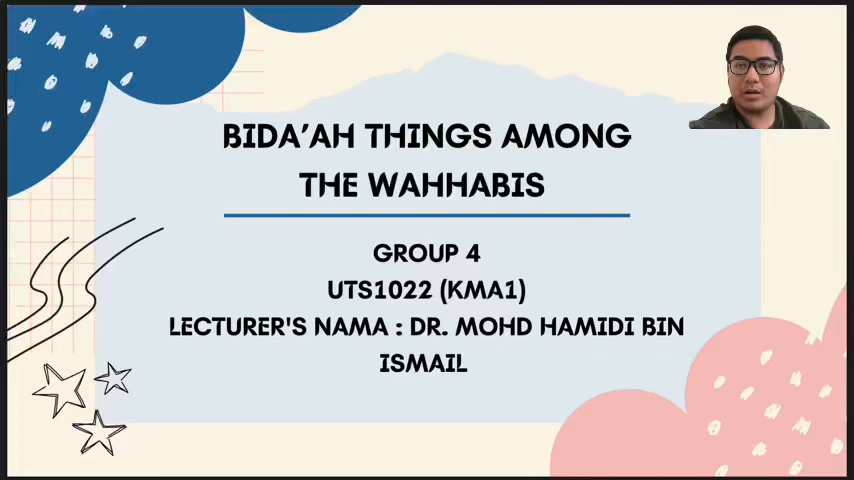 BIDA’AH THINGS AMONG
THE WAHHABIS
GROUP 4
UTS1022 (KMA1)
LECTURER'S NAMA : DR. MOHD HAMIDI BIN
ISMAIL